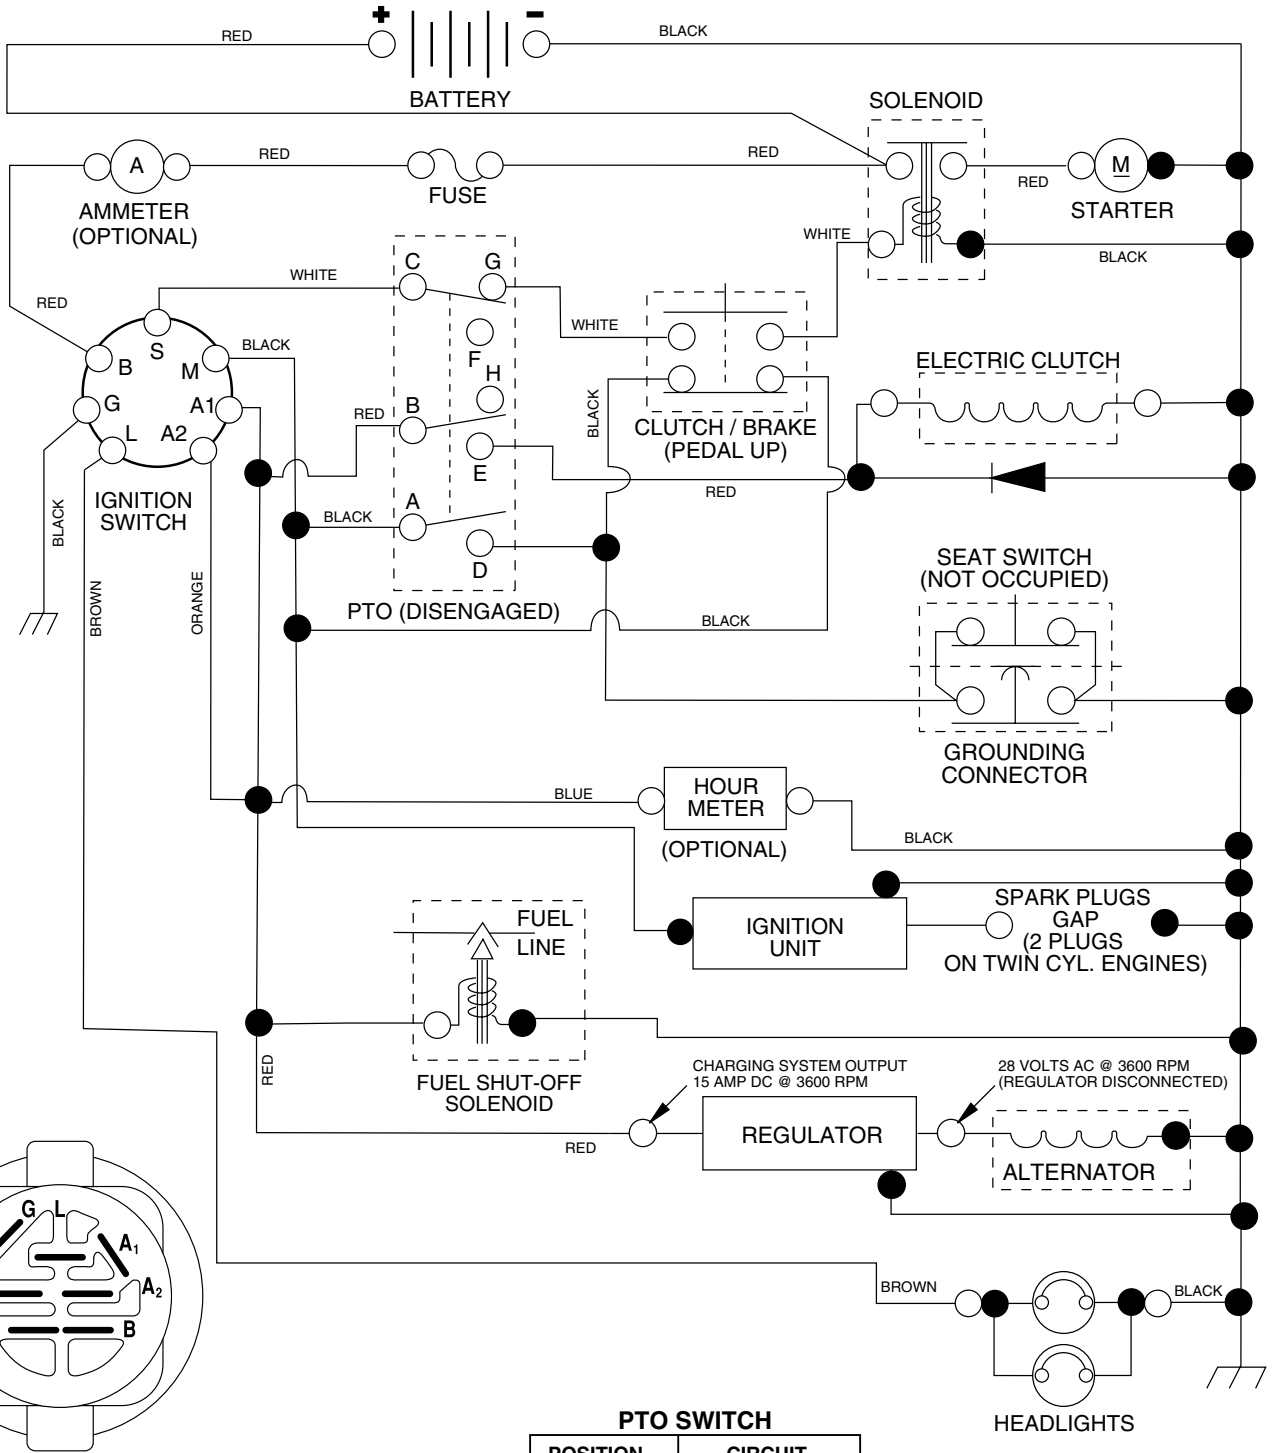 + -
RED
BLACK
BATTERY
SOLENOID
A
RED
FUSE
RED
RED
M
STARTER
AMMETER
(OPTIONAL)
WHITE
BLACK
WHITE
C G
RED
WHITE
F
H
S
B
M
BLACK
G
A1
L
A2
IGNITION
SWITCH
RED
B
E
BLACK
CLUTCH / BRAKE
(PEDAL UP)
ELECTRIC CLUTCH
RED
BLACK
A
D
BLACK
PTO (DISENGAGED)
BLACK
BROWN
ORANGE
SEAT SWITCH
(NOT OCCUPIED)
GROUNDING
CONNECTOR
BLUE
HOUR
METER
(OPTIONAL)
BLACK
IGNITION
UNIT
SPARK PLUGS
GAP
(2 PLUGS
ON TWIN CYL. ENGINES)
FUEL
LINE
FUEL SHUT-OFF
SOLENOID
RED
CHARGING SYSTEM OUTPUT
15 AMP DC @ 3600 RPM
28 VOLTS AC @ 3600 RPM
(REGULATOR DISCONNECTED)
RED
REGULATOR
ALTERNATOR
G L
A1
A2
B
BROWN
BLACK
HEADLIGHTS
PTO SWITCH
POSITION CIRCUIT